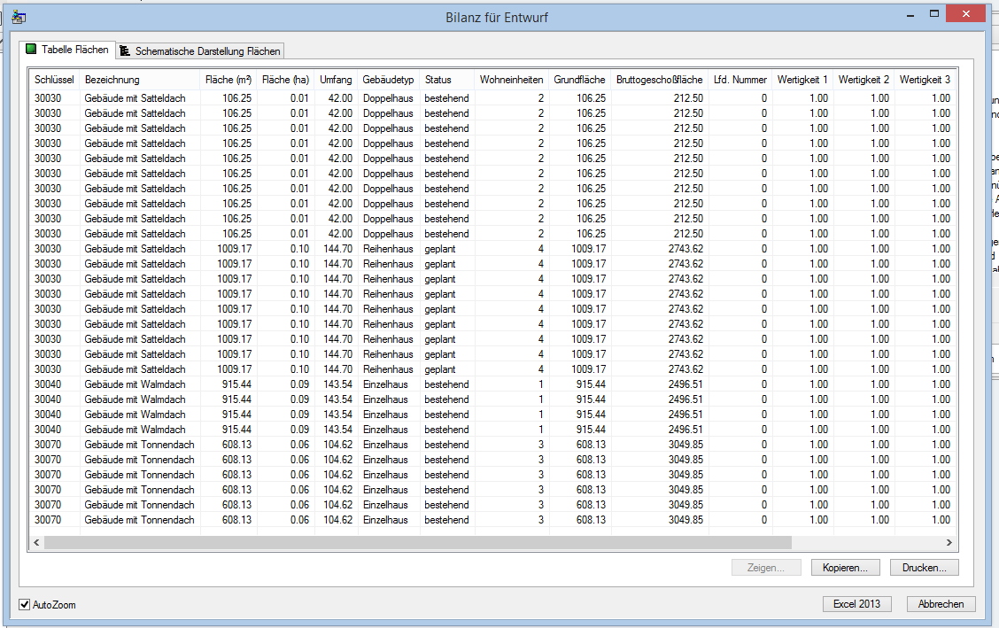 Bilanz für Entwurf
Tabelle Flächen Schematische Darstellung Flächen
Schlüssel Bezeichnung Fläche (m²) Fläche (ha) Umfang Gebäudetyp Status Wohneinheiten Grundfläche Bruttogeschoßfläche Lfd. Nummer Wertigkeit 1 Wertigkeit 2 Wertigkeit 3
30030 Gebäude mit Satteldach 106.25 0.01 42.00 Doppelhaus bestehend 2 106.25 212.50 0 1.00 1.00 1.00
30030 Gebäude mit Satteldach 106.25 0.01 42.00 Doppelhaus bestehend 2 106.25 212.50 0 1.00 1.00 1.00
30030 Gebäude mit Satteldach 106.25 0.01 42.00 Doppelhaus bestehend 2 106.25 212.50 0 1.00 1.00 1.00
30030 Gebäude mit Satteldach 106.25 0.01 42.00 Doppelhaus bestehend 2 106.25 212.50 0 1.00 1.00 1.00
30030 Gebäude mit Satteldach 106.25 0.01 42.00 Doppelhaus bestehend 2 106.25 212.50 0 1.00 1.00 1.00
30030 Gebäude mit Satteldach 106.25 0.01 42.00 Doppelhaus bestehend 2 106.25 212.50 0 1.00 1.00 1.00
30030 Gebäude mit Satteldach 106.25 0.01 42.00 Doppelhaus bestehend 2 106.25 212.50 0 1.00 1.00 1.00
30030 Gebäude mit Satteldach 106.25 0.01 42.00 Doppelhaus bestehend 2 106.25 212.50 0 1.00 1.00 1.00
30030 Gebäude mit Satteldach 106.25 0.01 42.00 Doppelhaus bestehend 2 106.25 212.50 0 1.00 1.00 1.00
30030 Gebäude mit Satteldach 106.25 0.01 42.00 Doppelhaus bestehend 2 106.25 212.50 0 1.00 1.00 1.00
30030 Gebäude mit Satteldach 1009.17 0.10 144.70 Reihenhaus geplant 4 1009.17 2743.62 0 1.00 1.00 1.00
30030 Gebäude mit Satteldach 1009.17 0.10 144.70 Reihenhaus geplant 4 1009.17 2743.62 0 1.00 1.00 1.00
30030 Gebäude mit Satteldach 1009.17 0.10 144.70 Reihenhaus geplant 4 1009.17 2743.62 0 1.00 1.00 1.00
30030 Gebäude mit Satteldach 1009.17 0.10 144.70 Reihenhaus geplant 4 1009.17 2743.62 0 1.00 1.00 1.00
30030 Gebäude mit Satteldach 1009.17 0.10 144.70 Reihenhaus geplant 4 1009.17 2743.62 0 1.00 1.00 1.00
30030 Gebäude mit Satteldach 1009.17 0.10 144.70 Reihenhaus geplant 4 1009.17 2743.62 0 1.00 1.00 1.00
30030 Gebäude mit Satteldach 1009.17 0.10 144.70 Reihenhaus geplant 4 1009.17 2743.62 0 1.00 1.00 1.00
30030 Gebäude mit Satteldach 1009.17 0.10 144.70 Reihenhaus geplant 4 1009.17 2743.62 0 1.00 1.00 1.00
30030 Gebäude mit Satteldach 1009.17 0.10 144.70 Reihenhaus geplant 4 1009.17 2743.62 0 1.00 1.00 1.00
30040 Gebäude mit Walmdach 915.44 0.09 143.54 Einzelhaus bestehend 1 915.44 2496.51 0 1.00 1.00 1.00
30040 Gebäude mit Walmdach 915.44 0.09 143.54 Einzelhaus bestehend 1 915.44 2496.51 0 1.00 1.00 1.00
30040 Gebäude mit Walmdach 915.44 0.09 143.54 Einzelhaus bestehend 1 915.44 2496.51 0 1.00 1.00 1.00
30040 Gebäude mit Walmdach 915.44 0.09 143.54 Einzelhaus bestehend 1 915.44 2496.51 0 1.00 1.00 1.00
30070 Gebäude mit Tonnendach 608.13 0.06 104.62 Einzelhaus bestehend 3 608.13 3049.85 0 1.00 1.00 1.00
30070 Gebäude mit Tonnendach 608.13 0.06 104.62 Einzelhaus bestehend 3 608.13 3049.85 0 1.00 1.00 1.00
30070 Gebäude mit Tonnendach 608.13 0.06 104.62 Einzelhaus bestehend 3 608.13 3049.85 0 1.00 1.00 1.00
30070 Gebäude mit Tonnendach 608.13 0.06 104.62 Einzelhaus bestehend 3 608.13 3049.85 0 1.00 1.00 1.00
30070 Gebäude mit Tonnendach 608.13 0.06 104.62 Einzelhaus bestehend 3 608.13 3049.85 0 1.00 1.00 1.00
30070 Gebäude mit Tonnendach 608.13 0.06 104.62 Einzelhaus bestehend 3 608.13 3049.85 0 1.00 1.00 1.00
Zeigen... Kopieren... Drucken...
AutoZoom Excel 2013 Abbrechen